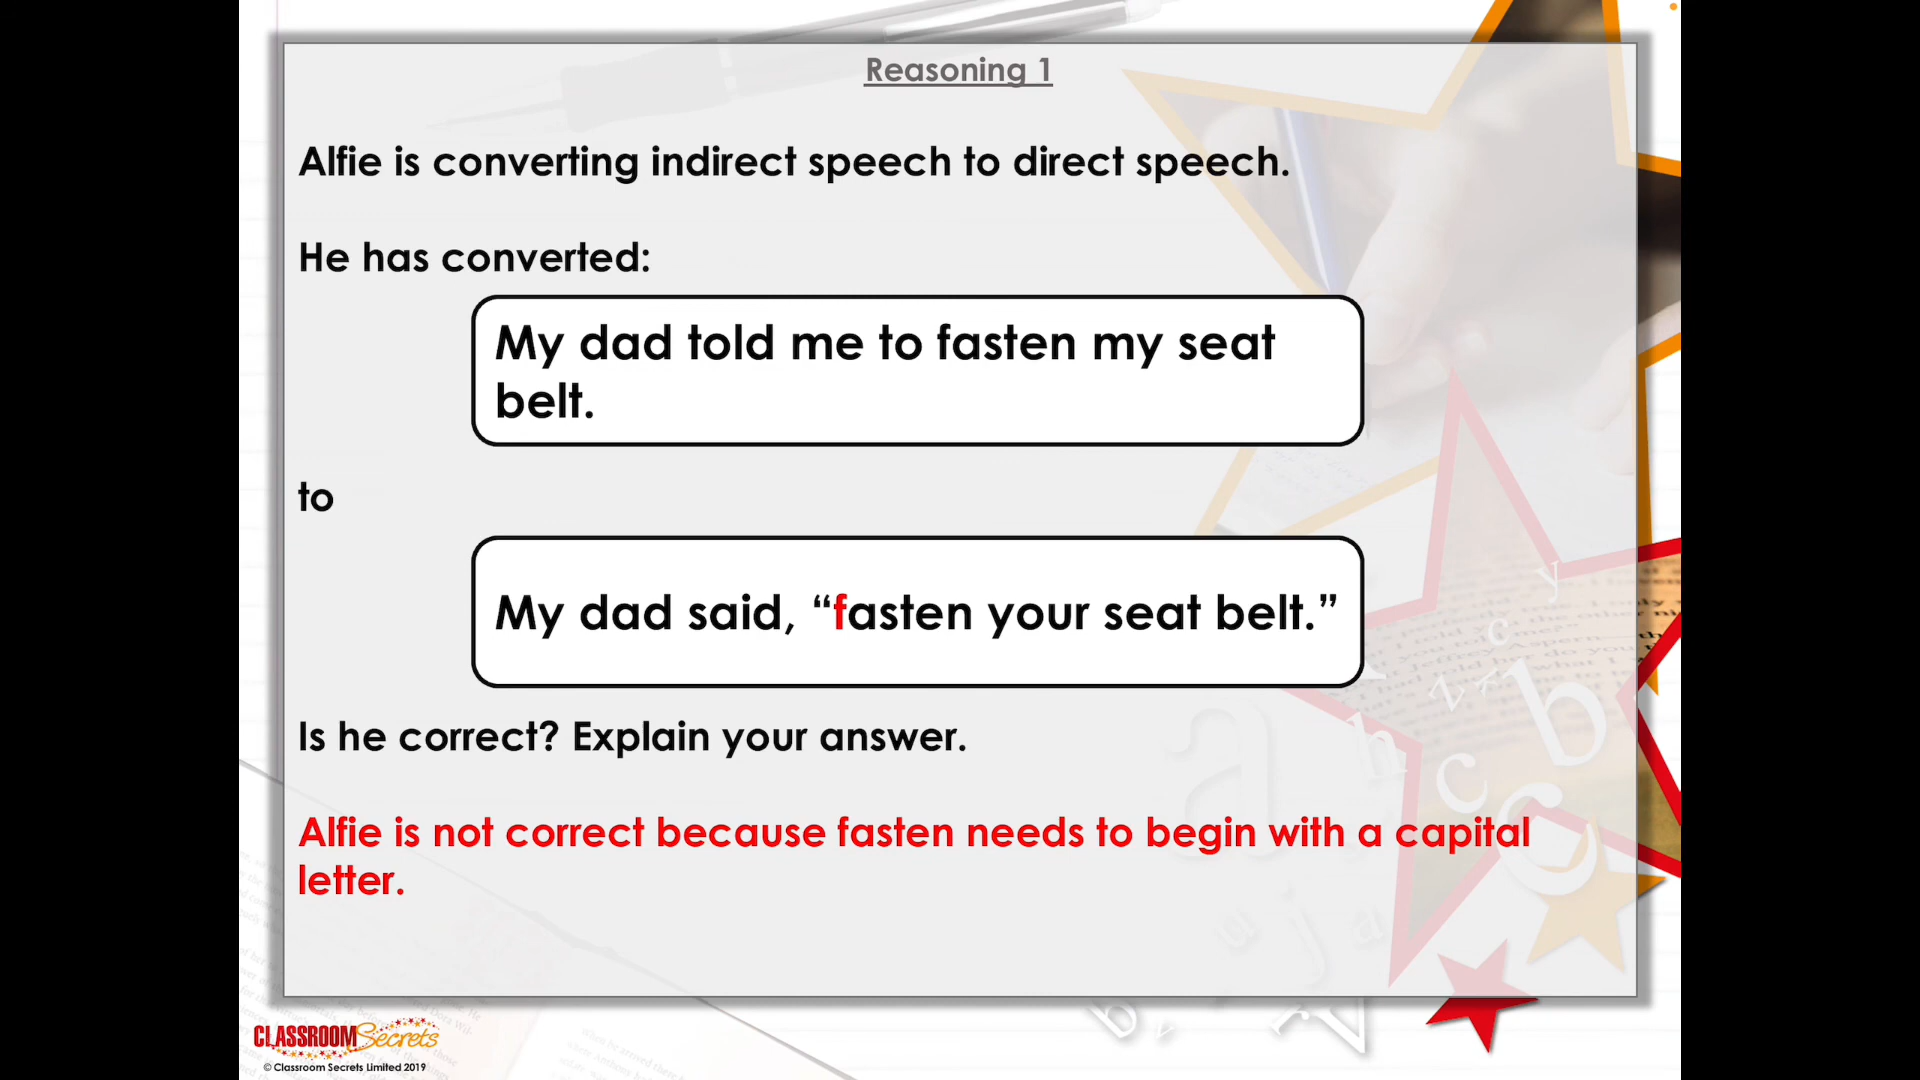 Reasoning 1
Alfie is converting indirect speech to direct speech.
He has converted:
My dad told me to fasten my seat
belt.
to
My dad said, “fasten your seat belt.”
Is he correct? Explain your answer.
Alfie is not correct because fasten needs to begin with a capital
letter.
CLASSROOM Secrets
© Classroom Secrets Limited 2019